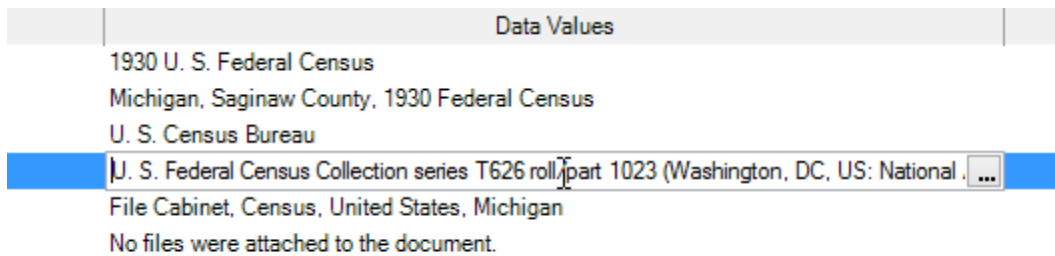 Data Values
1930 U. S. Federal Census
Michigan, Saginaw County, 1930 Federal Census
U. S. Census Bureau
U. S. Federal Census Collection series T626 roll/part 1023 (Washington, DC, US: National ...
File Cabinet, Census, United States, Michigan
No files were attached to the document.